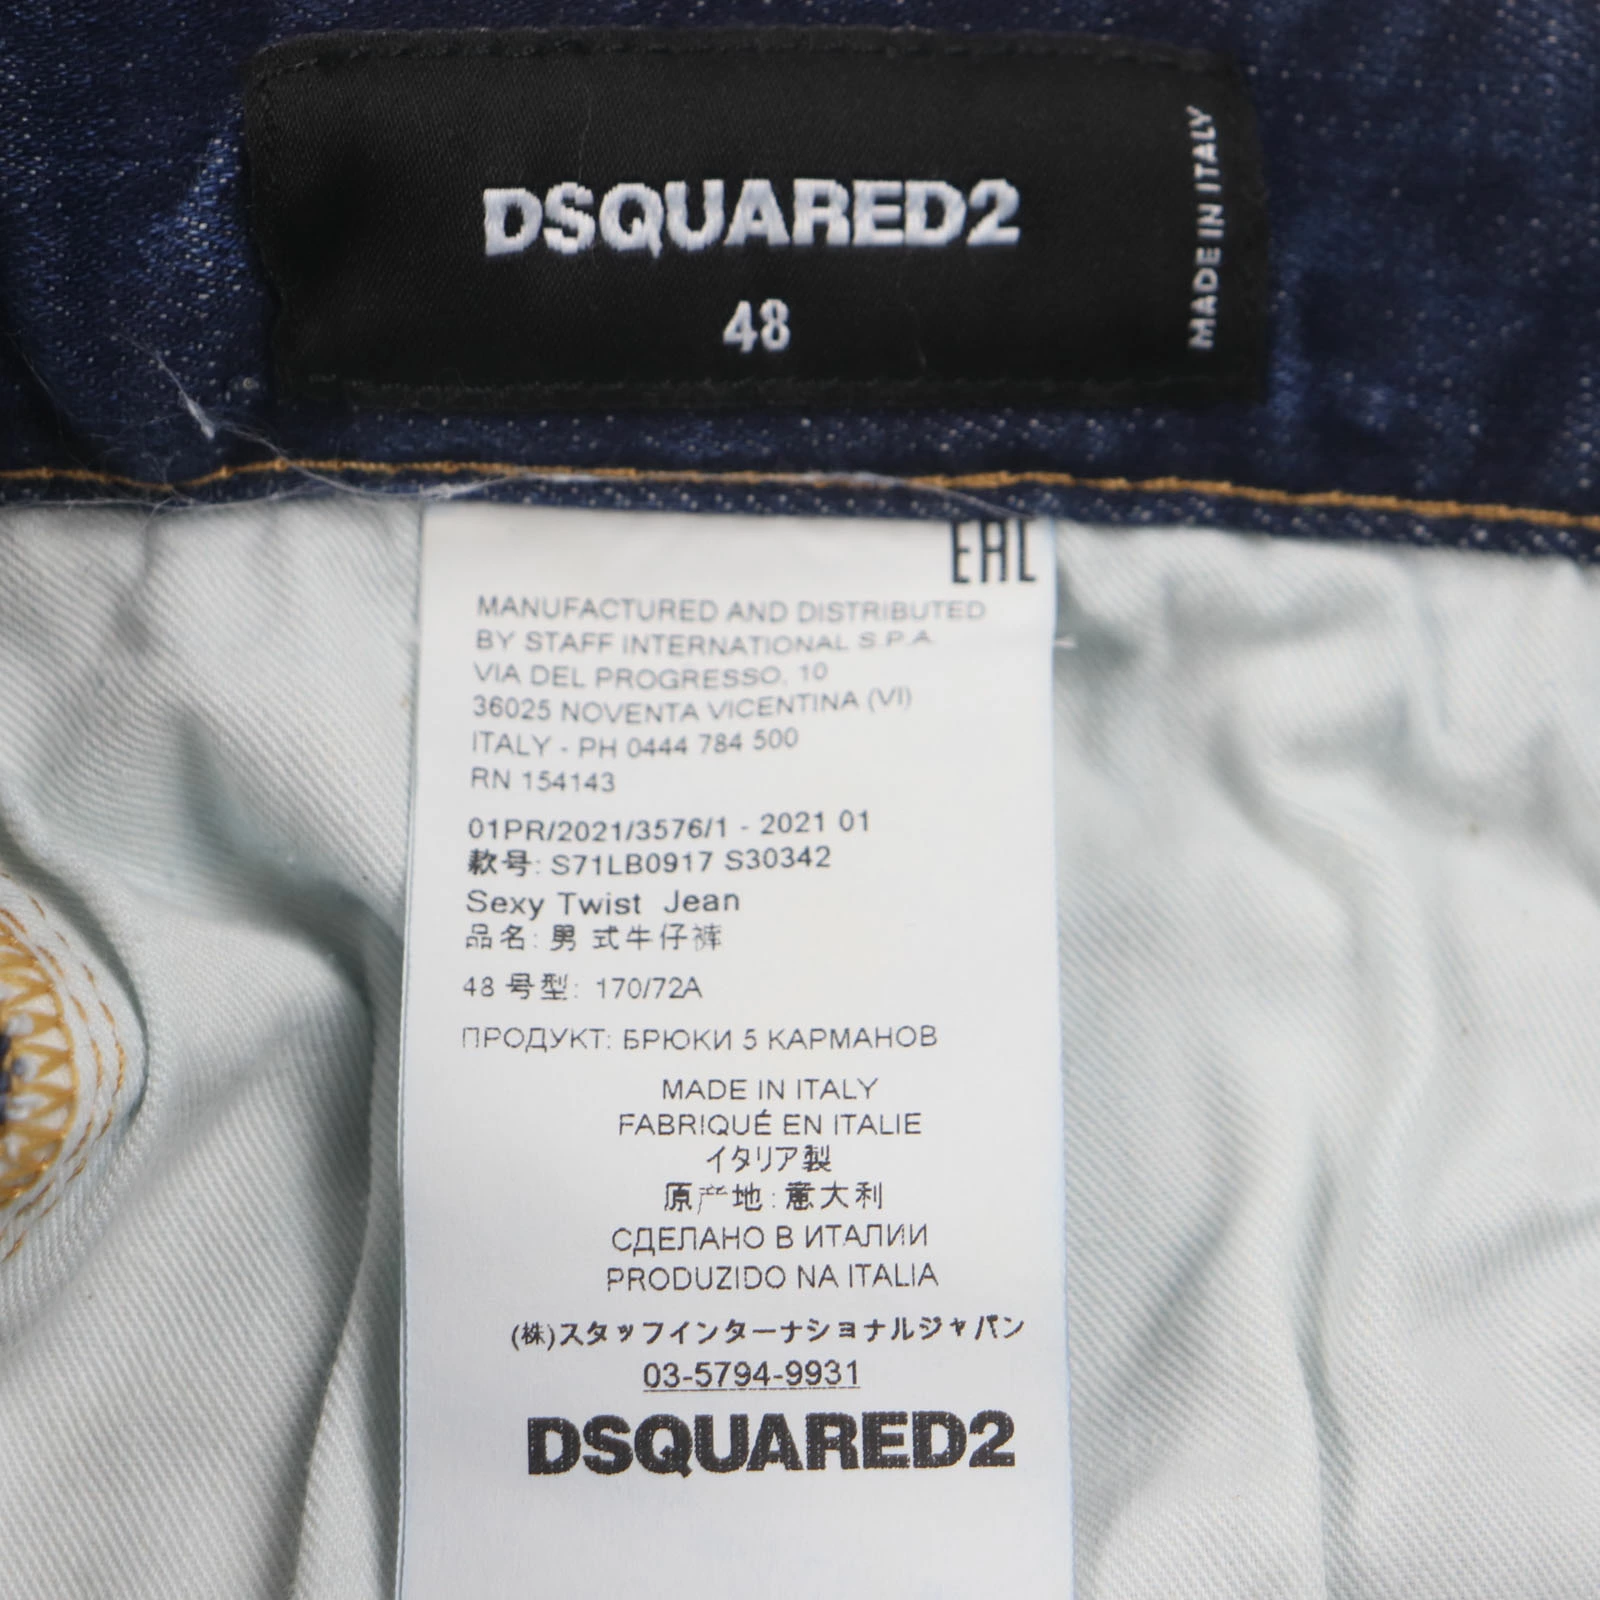 DSQUARED2
48
MADE IN ITALY
EAC
MANUFACTURED AND DISTRIBUTED
BY STAFF INTERNATIONAL S.P.A.
VIA DEL PROGRESSO, 10
36025 NOVENTA VICENTINA (VI)
ITALY - PH 0444 784 500
RN 154143
01PR/2021/3576/1 - 2021 01
款号: S71LB0917 S30342
Sexy Twist Jean
品名: 男 式牛仔裤
48 号型: 170/72A
ПРОДУКТ: БРЮКИ 5 КАРМАНОВ
MADE IN ITALY
FABRIQUÉ EN ITALIE
イタリア製
原产地: 意大利
СДЕЛАНО В ИТАЛИИ
PRODUZIDO NA ITALIA
(株)スタッフインターナショナルジャパン
03-5794-9931
DSQUARED2